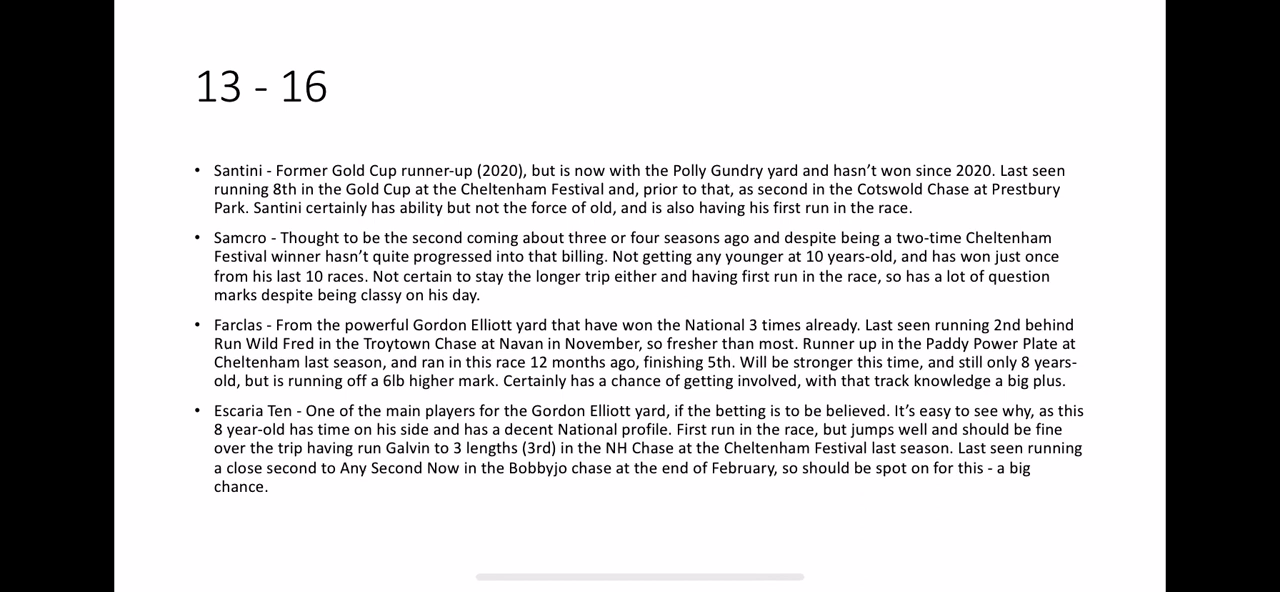 13 - 16
• Santini - Former Gold Cup runner-up (2020), but is now with the Polly Gundry yard and hasn’t won since 2020. Last seen
running 8th in the Gold Cup at the Cheltenham Festival and, prior to that, as second in the Cotswold Chase at Prestbury
Park. Santini certainly has ability but not the force of old, and is also having his first run in the race.
• Samcro - Thought to be the second coming about three or four seasons ago and despite being a two-time Cheltenham
Festival winner hasn’t quite progressed into that billing. Not getting any younger at 10 years-old, and has won just once
from his last 10 races. Not certain to stay the longer trip either and having first run in the race, so has a lot of question
marks despite being classy on his day.
• Farclas - From the powerful Gordon Elliott yard that have won the National 3 times already. Last seen running 2nd behind
Run Wild Fred in the Troytown Chase at Navan in November, so fresher than most. Runner up in the Paddy Power Plate at
Cheltenham last season, and ran in this race 12 months ago, finishing 5th. Will be stronger this time, and still only 8 years-
old, but is running off a 6lb higher mark. Certainly has a chance of getting involved, with that track knowledge a big plus.
• Escaria Ten - One of the main players for the Gordon Elliott yard, if the betting is to be believed. It’s easy to see why, as this
8 year-old has time on his side and has a decent National profile. First run in the race, but jumps well and should be fine
over the trip having run Galvin to 3 lengths (3rd) in the NH Chase at the Cheltenham Festival last season. Last seen running
a close second to Any Second Now in the Bobbyjo chase at the end of February, so should be spot on for this - a big
chance.